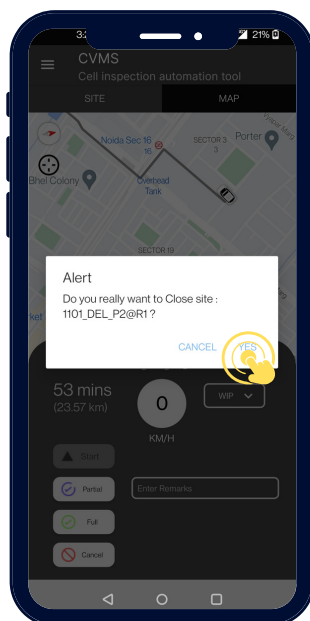 21%
CVMS
Cell inspection automation tool
SITE
MAP
Noida Sec 16
16
SECTOR 3
3
Porter
Bhel Colony
Overhead
Tank
SECTOR 19
Alert
Do you really want to Close site :
1101_DEL_P2@R1 ?
CANCEL
YES
53 mins
(23.57 km)
0
WIP
KM/H
Start
Partial
Enter Remarks
Full
Cancel